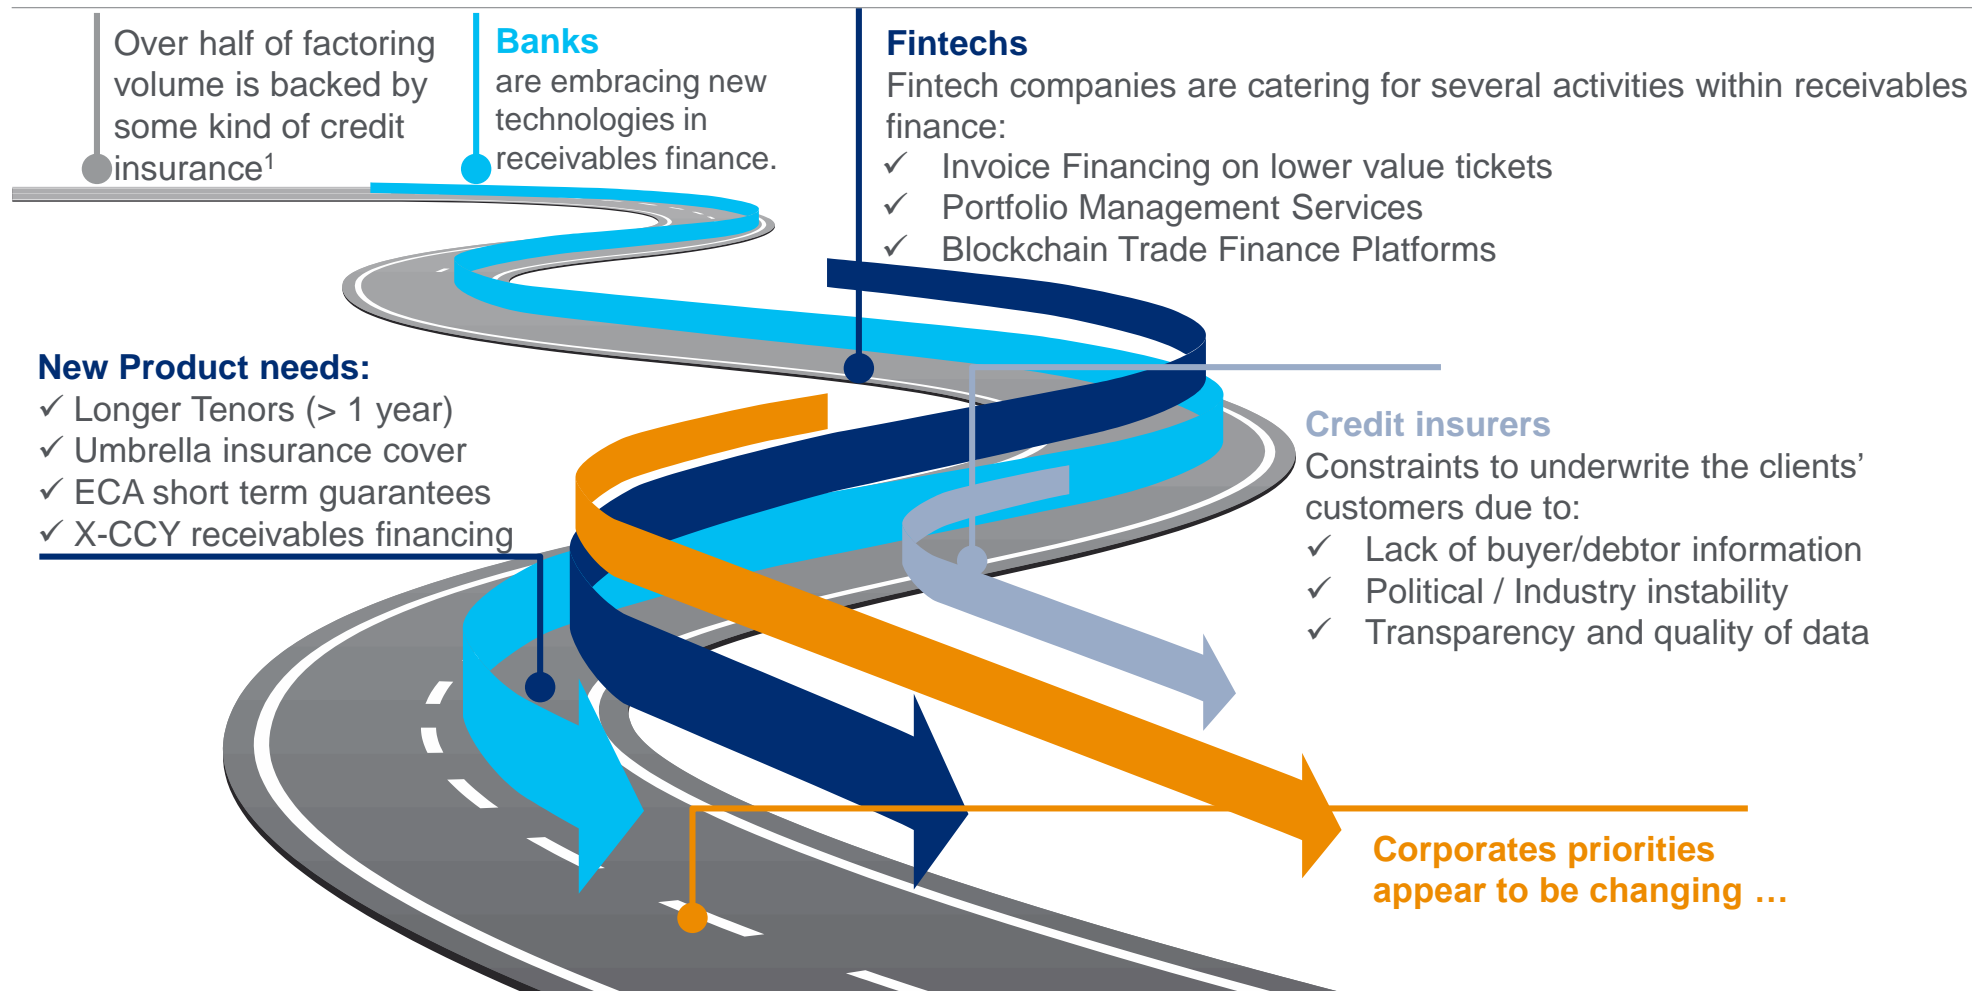 Over half of factoring
volume is backed by
some kind of credit
insurance¹
Banks
are embracing new
technologies in
receivables finance.
Fintechs
Fintech companies are catering for several activities within receivables
finance:
✓ Invoice Financing on lower value tickets
✓ Portfolio Management Services
✓ Blockchain Trade Finance Platforms
New Product needs:
✓ Longer Tenors (> 1 year)
✓ Umbrella insurance cover
✓ ECA short term guarantees
✓ X-CCY receivables financing
Credit insurers
Constraints to underwrite the clients’
customers due to:
✓ Lack of buyer/debtor information
✓ Political / Industry instability
✓ Transparency and quality of data
Corporates priorities
appear to be changing …